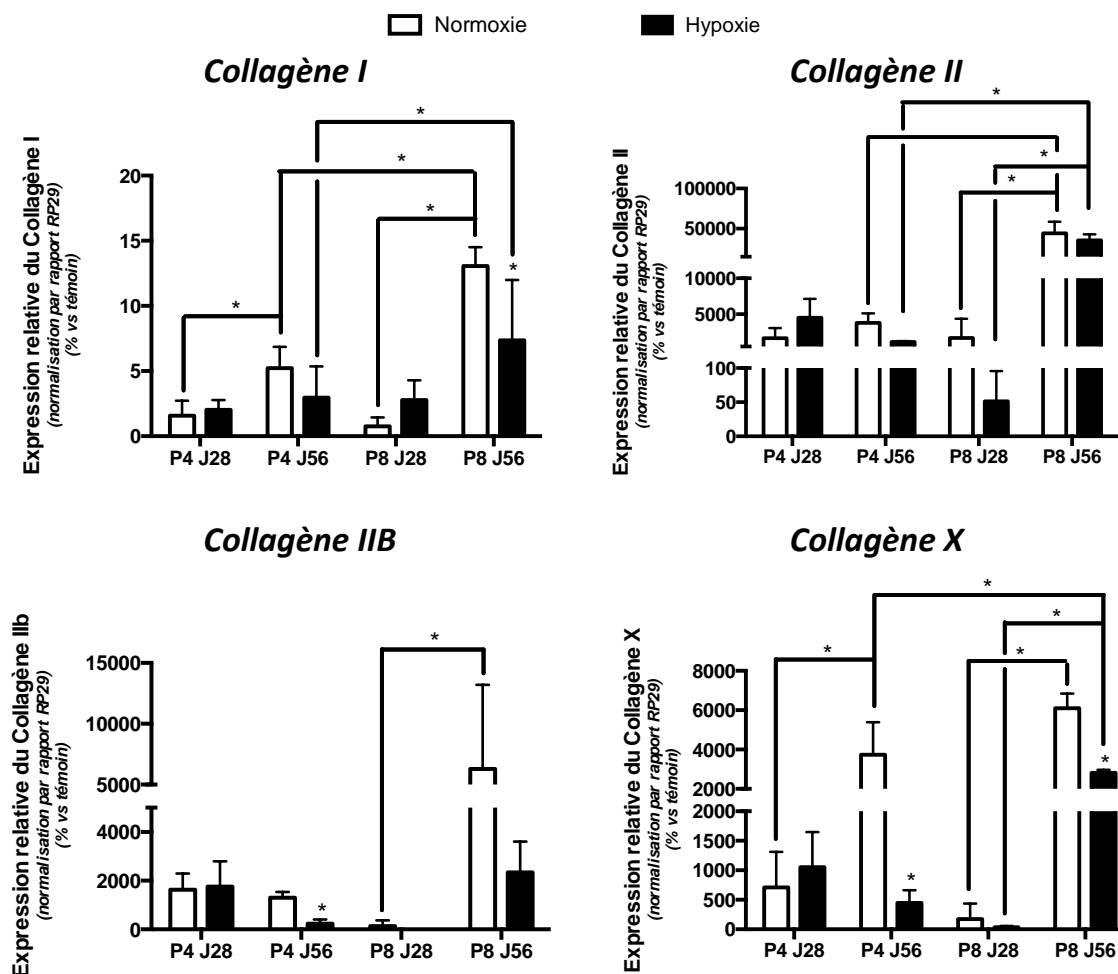 Normoxie
Hypoxie
Collagène I
*
*
*
*
*
Expression relative du Collagène I
(normalisation par rapport RP29)
(% vs témoin)
20
15
10
5
0
P4 J28
P4 J56
P8 J28
P8 J56
Collagène II
*
*
*
Expression relative du Collagène II
(normalisation par rapport RP29)
(% vs témoin)
100000
50000
10000
5000
100
50
0
P4 J28
P4 J56
P8 J28
P8 J56
Collagène IIB
*
*
Expression relative du Collagène IIb
(normalisation par rapport RP29)
(% vs témoin)
15000
10000
5000
4000
2000
0
P4 J28
P4 J56
P8 J28
P8 J56
Collagène X
*
*
*
*
*
*
Expression relative du Collagène X
(normalisation par rapport RP29)
(% vs témoin)
8000
6000
4000
2000
2000
1500
1000
500
0
P4 J28
P4 J56
P8 J28
P8 J56